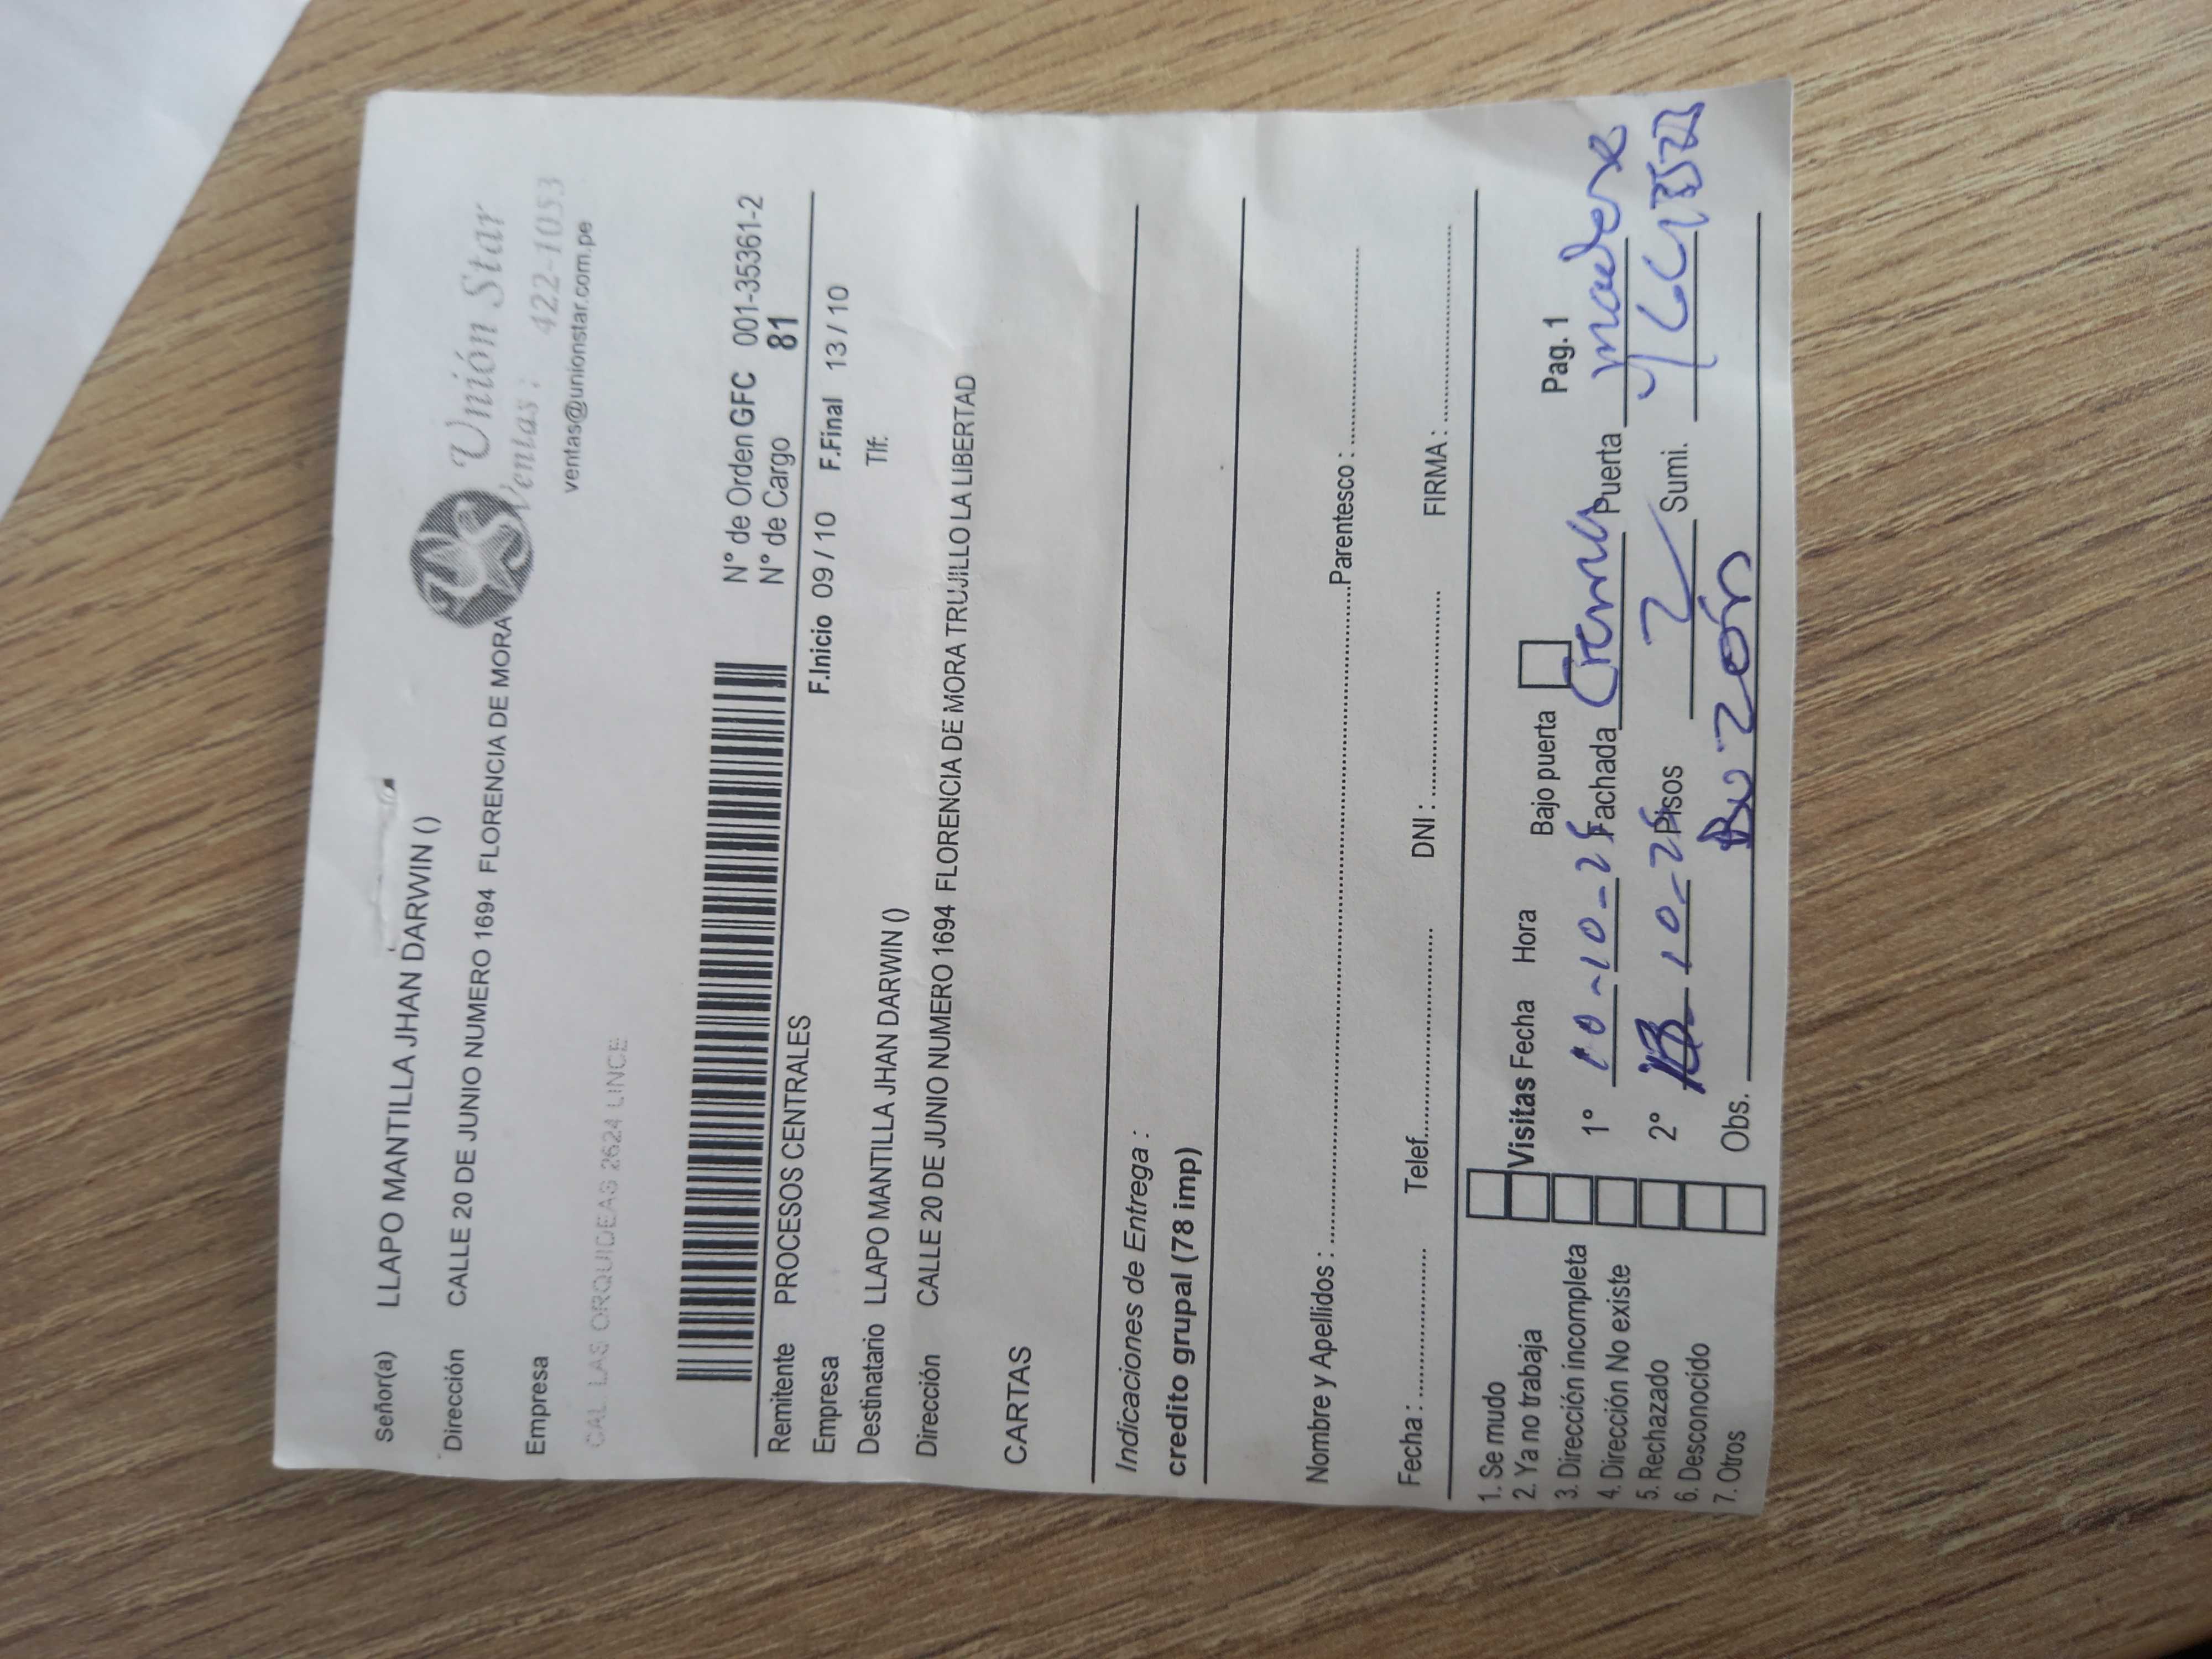 Señor(a) LLAPO MANTILLA JHAN DARWIN ()
Dirección CALLE 20 DE JUNIO NUMERO 1694 FLORENCIA DE MORA
Unión Star
Ventas: 422-1053
ventas@unionstar.com.pe
Empresa
CAL LAS ORQUIDEAS 2624 LINCE
N° de Orden GFC 001-35361-2
N° de Cargo 81
Remitente PROCESOS CENTRALES
F.Inicio 09 / 10 F.Final 13 / 10
Empresa
Tlf:
Destinatario LLAPO MANTILLA JHAN DARWIN ()
Dirección CALLE 20 DE JUNIO NUMERO 1694 FLORENCIA DE MORA TRUJILLO LA LIBERTAD
CARTAS
Indicaciones de Entrega :
credito grupal (78 imp)
Nombre y Apellidos : Parentesco :
Fecha : Telef. DNI : FIRMA :
1. Se mudo
2. Ya no trabaja
3. Dirección incompleta
4. Dirección No existe
5. Rechazado
6. Desconocido
7. Otros
Visitas Fecha Hora Bajo puerta Pag. 1
1° 10-10-25 Fachada Crema Puerta madera
2° 13-10-25 Pisos 2 Sumi.
Obs. Buzón